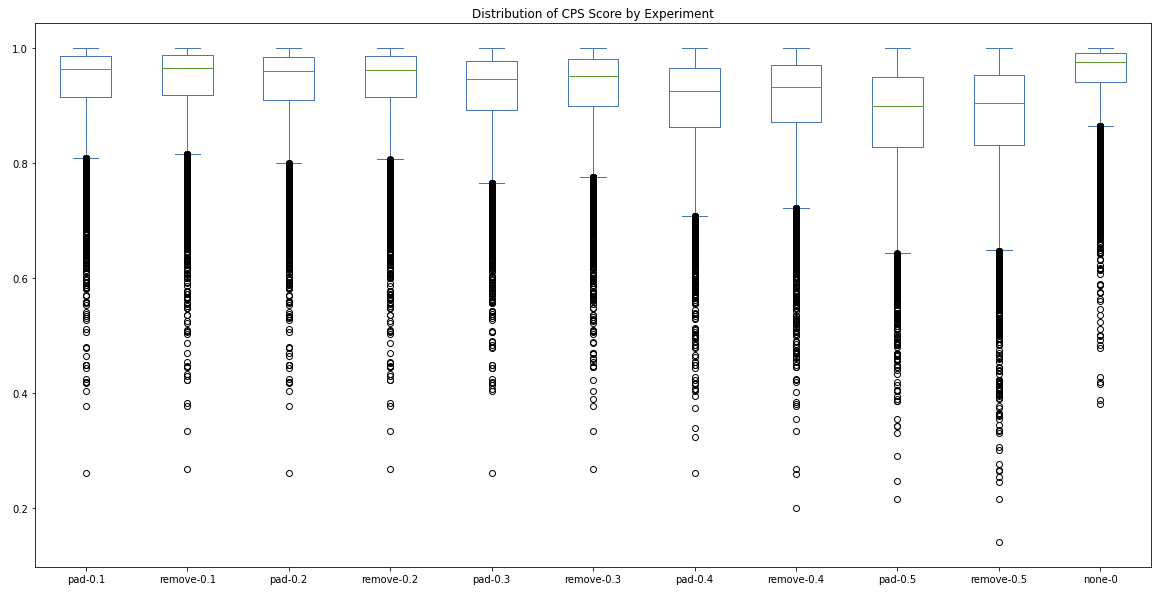 Distribution of CPS Score by Experiment
1.0
0.8
0.6
0.4
0.2
pad-0.1 remove-0.1 pad-0.2 remove-0.2 pad-0.3 remove-0.3 pad-0.4 remove-0.4 pad-0.5 remove-0.5 none-0